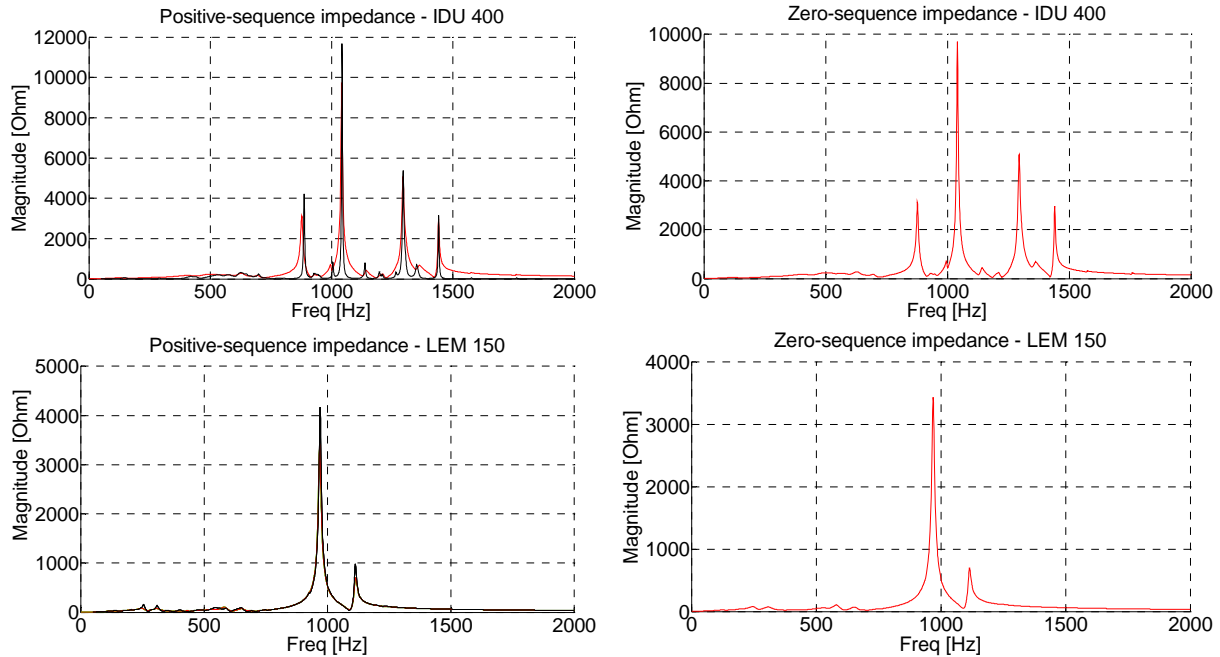 Positive-sequence impedance - IDU 400
Magnitude [Ohm]
12000
10000
8000
6000
4000
2000
0
0 500 1000 1500 2000
Freq [Hz]
Zero-sequence impedance - IDU 400
Magnitude [Ohm]
10000
8000
6000
4000
2000
0
0 500 1000 1500 2000
Freq [Hz]
Positive-sequence impedance - LEM 150
Magnitude [Ohm]
5000
4000
3000
2000
1000
0
0 500 1000 1500 2000
Freq [Hz]
Zero-sequence impedance - LEM 150
Magnitude [Ohm]
4000
3000
2000
1000
0
0 500 1000 1500 2000
Freq [Hz]